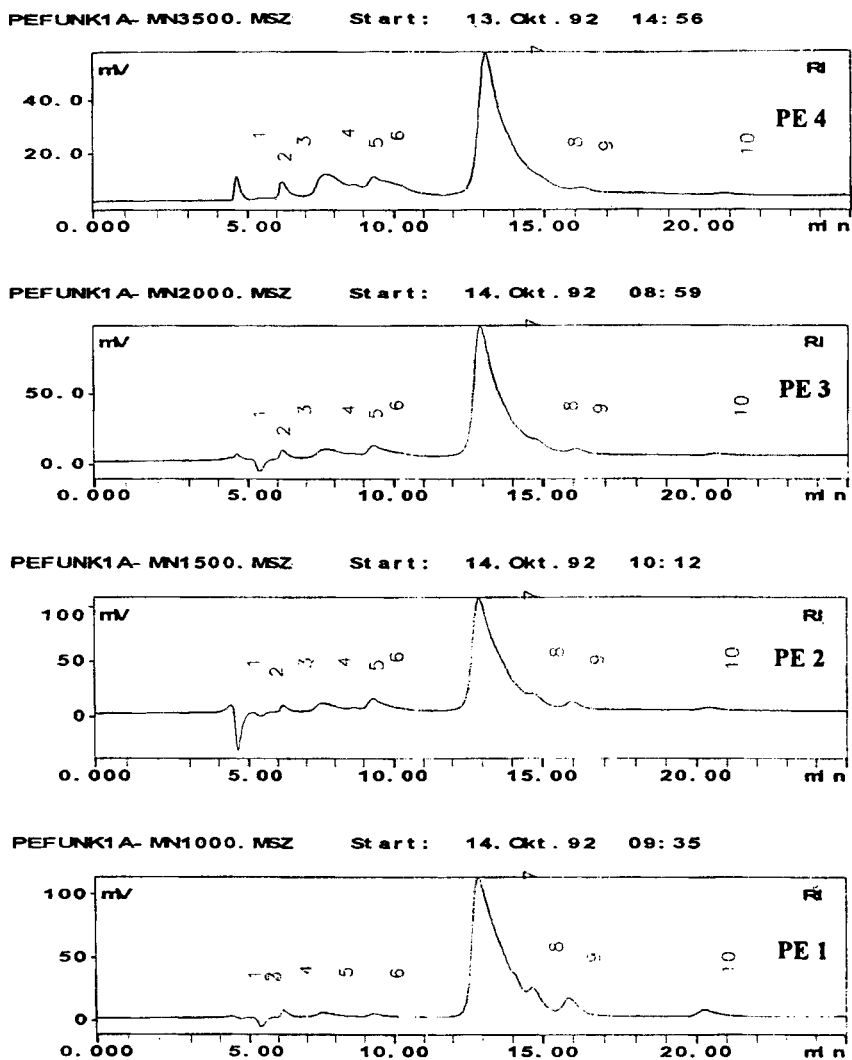 PEFUNK1A-MN3500.MSZ Start: 13.Okt.92 14:56
mV RI
40.0 PE 4
1 2 3 4 5 6 7 8 9 10
20.0
0.000 5.00 10.00 15.00 20.00 min
PEFUNK1A-MN2000.MSZ Start: 14.Okt.92 08:59
mV RI
50.0 PE 3
1 2 3 4 5 6 7 8 9 10
0.0
0.000 5.00 10.00 15.00 20.00 min
PEFUNK1A-MN1500.MSZ Start: 14.Okt.92 10:12
100 mV RI
50 1 2 3 4 5 6 7 8 9 10 PE 2
0
0.000 5.00 10.00 15.00 20.00 min
PEFUNK1A-MN1000.MSZ Start: 14.Okt.92 09:35
100 mV RI
50 1 3 4 5 6 7 8 9 10 PE 1
0
0.000 5.00 10.00 15.00 20.00 min